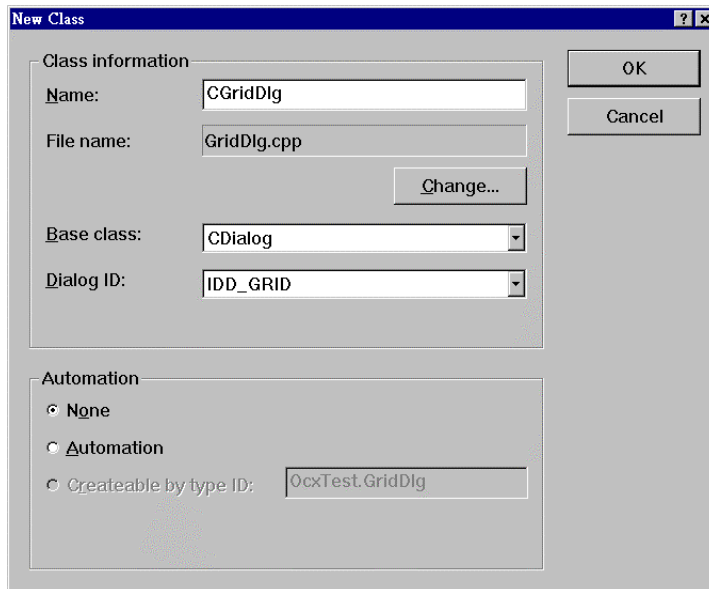 New Class
Class information
Name:
CGridDlg
File name:
GridDlg.cpp
Change...
Base class:
CDialog
Dialog ID:
IDD_GRID
OK
Cancel
Automation
None
Automation
Createable by type ID:
OcxTest.GridDlg